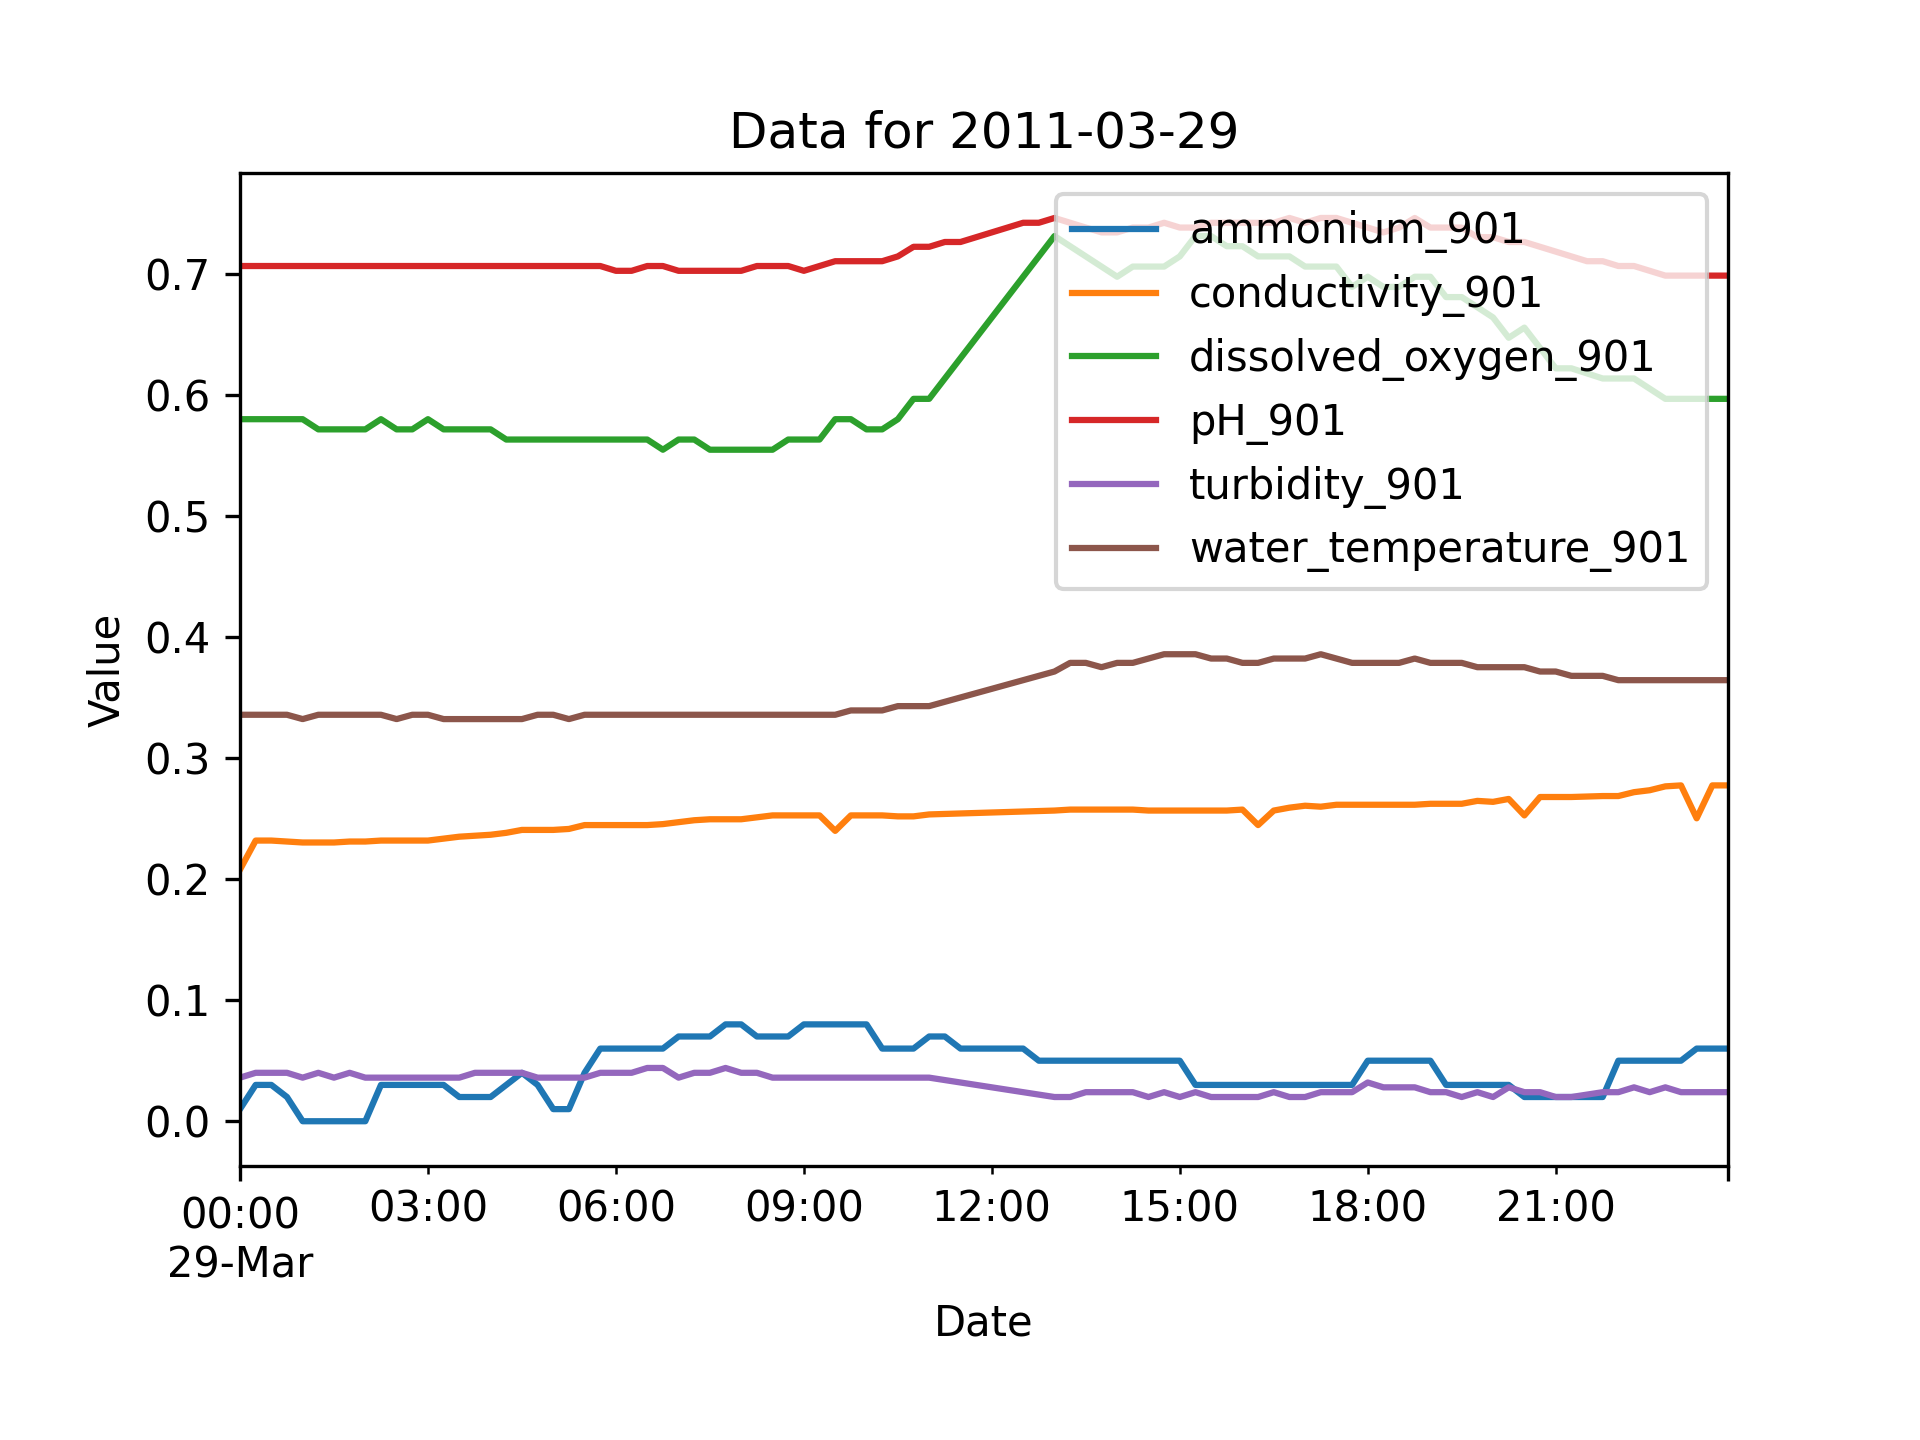 Data for 2011-03-29
ammonium_901
conductivity_901
dissolved_oxygen_901
pH_901
turbidity_901
water_temperature_901
Value
0.7
0.6
0.5
0.4
0.3
0.2
0.1
0.0
00:00 03:00 06:00 09:00 12:00 15:00 18:00 21:00
29-Mar
Date